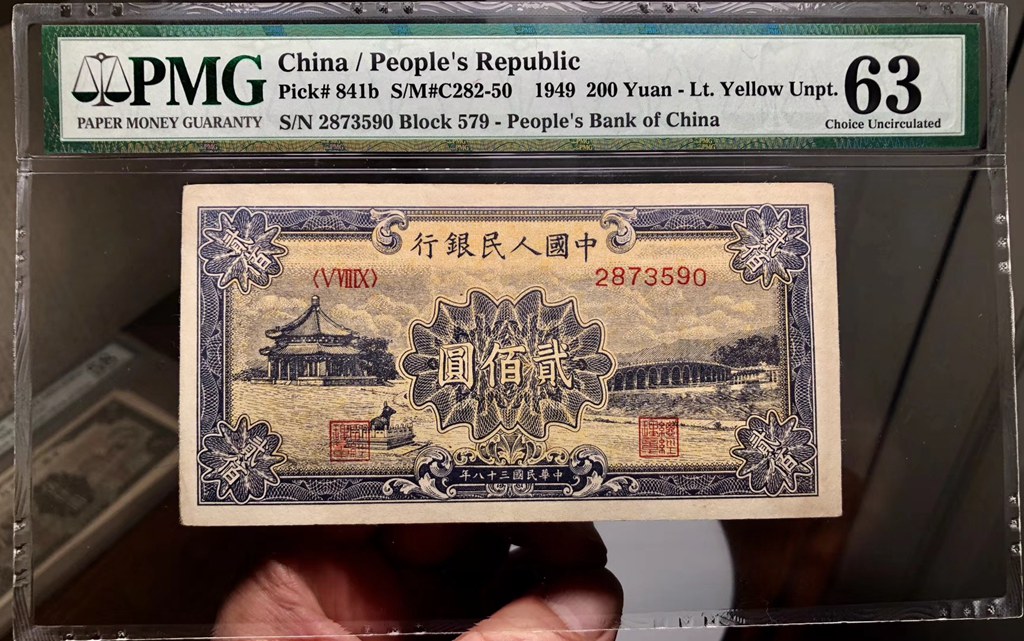 PMG
PAPER MONEY GUARANTY
China / People's Republic
Pick# 841b S/M#C282-50 1949 200 Yuan - Lt. Yellow Unpt.
S/N 2873590 Block 579 - People's Bank of China
63
Choice Uncirculated
行銀民人國中
〈V VIII IX〉
2873590
圓佰貳
年八十三國民華中